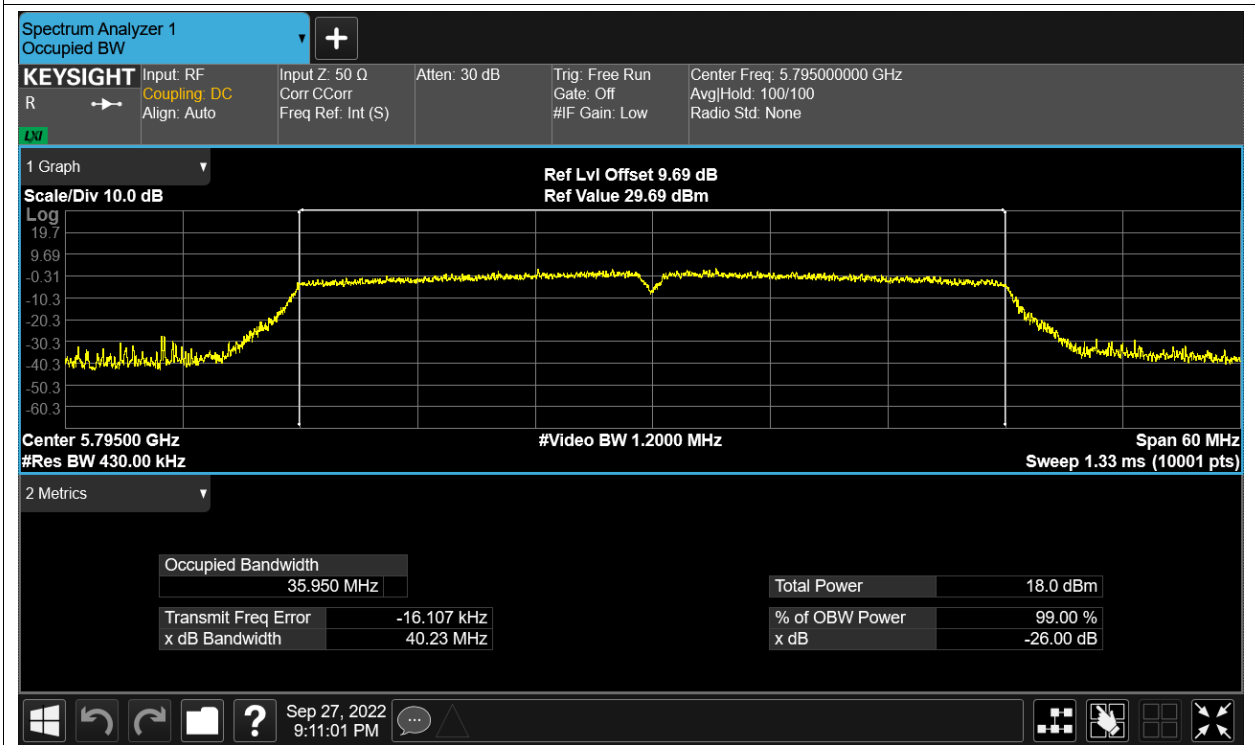 Spectrum Analyzer 1
Occupied BW
+
KEYSIGHT
R
LXI
Input: RF
Coupling: DC
Align: Auto
Input Z: 50 Ω
Corr CCorr
Freq Ref: Int (S)
Atten: 30 dB
Trig: Free Run
Gate: Off
#IF Gain: Low
Center Freq: 5.795000000 GHz
Avg|Hold: 100/100
Radio Std: None
1 Graph
Ref Lvl Offset 9.69 dB
Scale/Div 10.0 dB
Ref Value 29.69 dBm
Log
19.7
9.69
-0.31
-10.3
-20.3
-30.3
-40.3
-50.3
-60.3
Center 5.79500 GHz
#Video BW 1.2000 MHz
Span 60 MHz
#Res BW 430.00 kHz
Sweep 1.33 ms (10001 pts)
2 Metrics
Occupied Bandwidth
35.950 MHz
Total Power 18.0 dBm
Transmit Freq Error -16.107 kHz
% of OBW Power 99.00 %
x dB Bandwidth 40.23 MHz
x dB -26.00 dB
?
Sep 27, 2022
9:11:01 PM